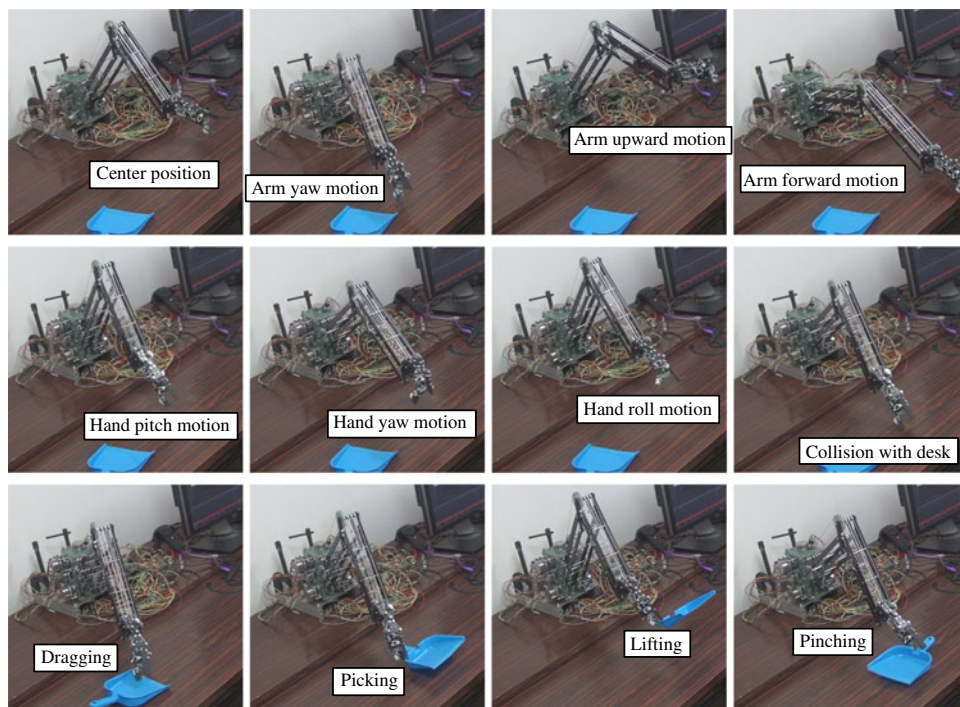 Center position
Arm yaw motion
Arm upward motion
Arm forward motion
Hand pitch motion
Hand yaw motion
Hand roll motion
Collision with desk
Dragging
Picking
Lifting
Pinching